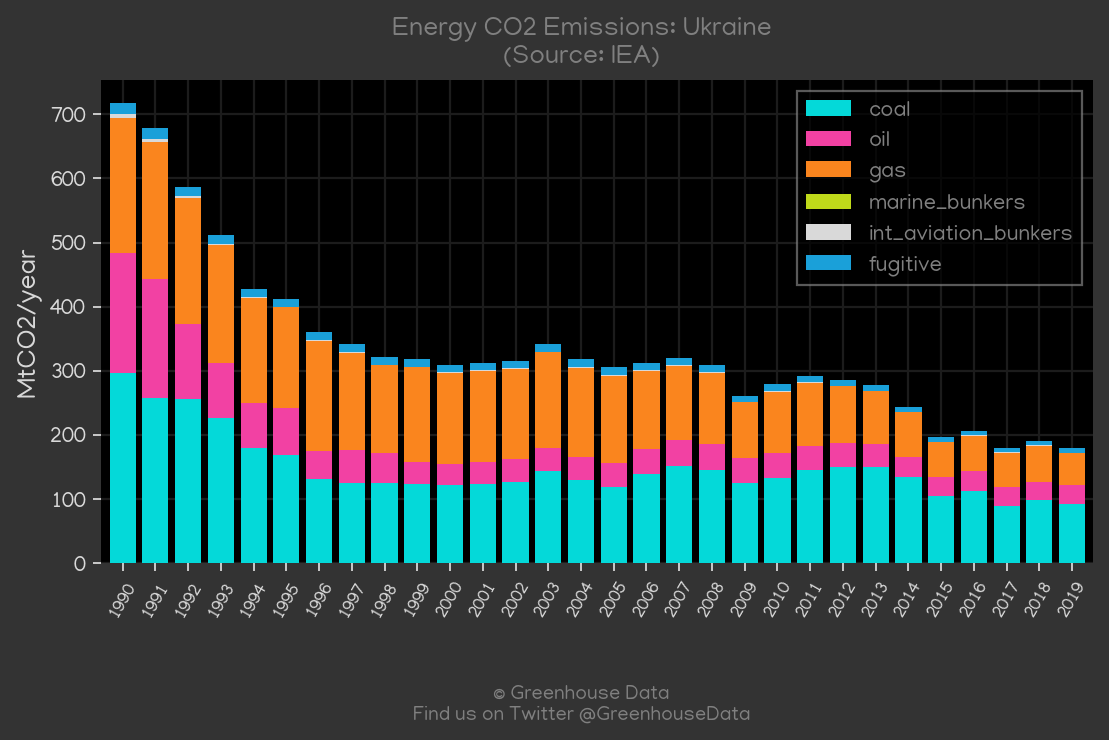 Energy CO2 Emissions: Ukraine
(Source: IEA)
MtCO2/year
700
600
500
400
300
200
100
0
coal
oil
gas
marine_bunkers
int_aviation_bunkers
fugitive
1990 1991 1992 1993 1994 1995 1996 1997 1998 1999 2000 2001 2002 2003 2004 2005 2006 2007 2008 2009 2010 2011 2012 2013 2014 2015 2016 2017 2018 2019
© Greenhouse Data
Find us on Twitter @GreenhouseData